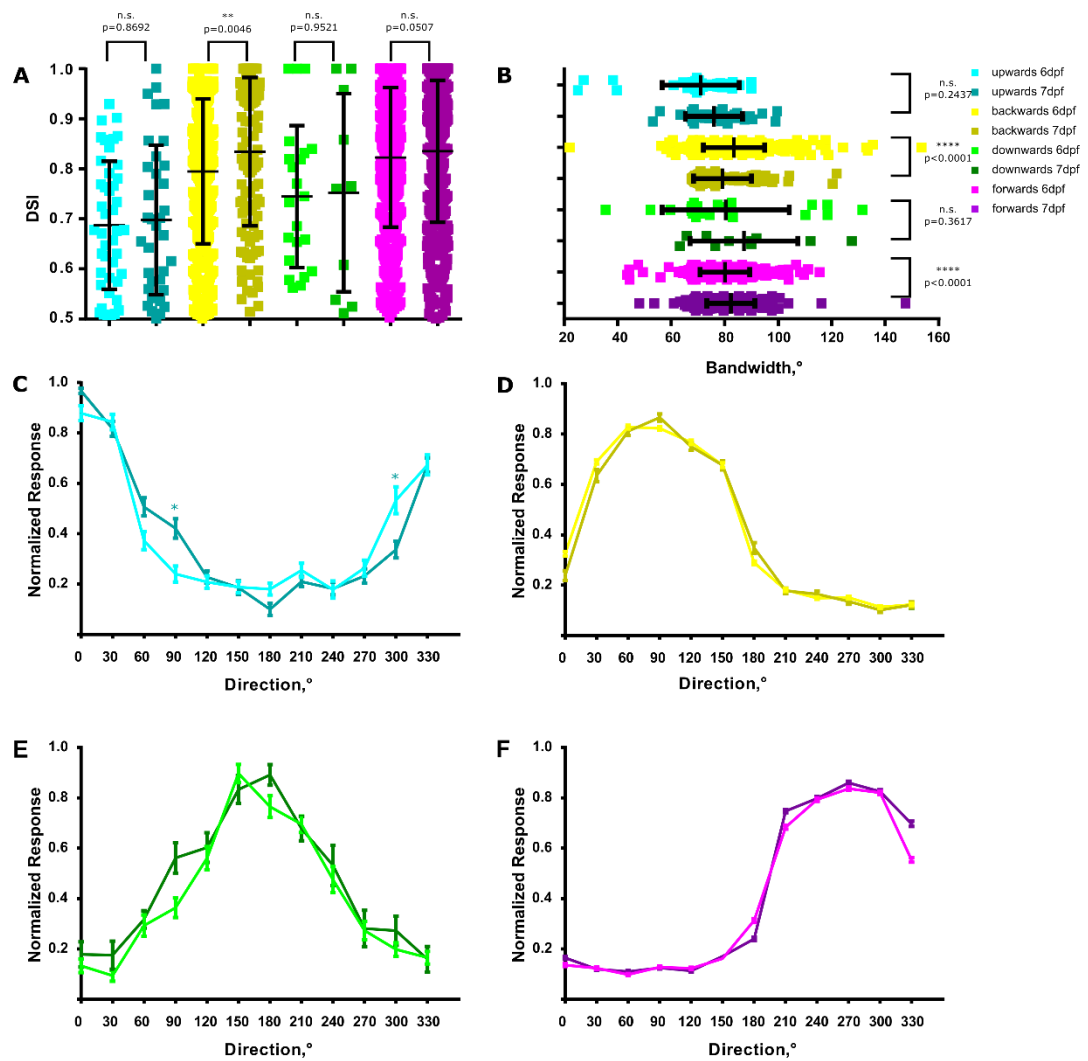 n.s. ** n.s. n.s.
p=0.8692 p=0.0046 p=0.9521 p=0.0507
A
1.0
0.9
0.8
0.7
0.6
0.5
DSI
B
n.s.
p=0.2437
****
p<0.0001
n.s.
p=0.3617
****
p<0.0001
20 40 60 80 100 120 140 160
Bandwidth,°
upwards 6dpf
upwards 7dpf
backwards 6dpf
backwards 7dpf
downwards 6dpf
downwards 7dpf
forwards 6dpf
forwards 7dpf
C
1.0
0.8
0.6
0.4
0.2
Normalized Response
* *
0 30 60 90 120 150 180 210 240 270 300 330
Direction,°
D
1.0
0.8
0.6
0.4
0.2
Normalized Response
0 30 60 90 120 150 180 210 240 270 300 330
Direction,°
E
1.0
0.8
0.6
0.4
0.2
Normalized Response
0 30 60 90 120 150 180 210 240 270 300 330
Direction,°
F
1.0
0.8
0.6
0.4
0.2
Normalized Response
0 30 60 90 120 150 180 210 240 270 300 330
Direction,°